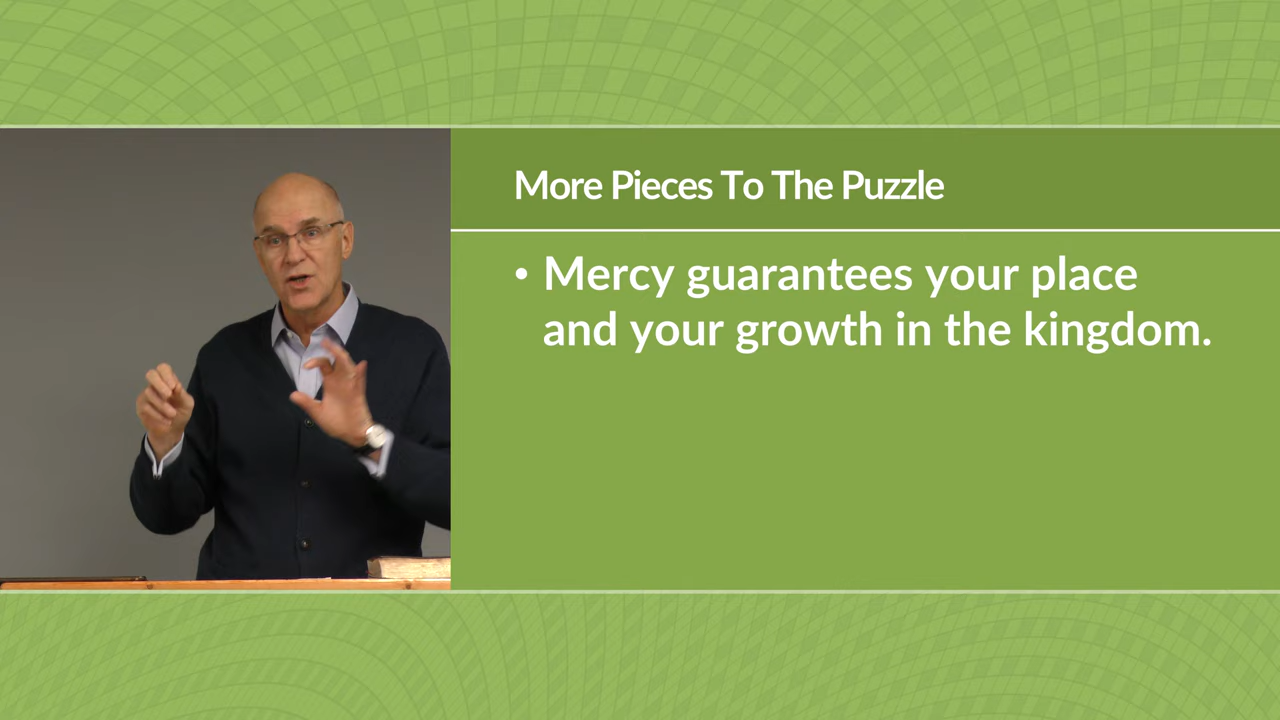 More Pieces To The Puzzle
• Mercy guarantees your place
and your growth in the kingdom.